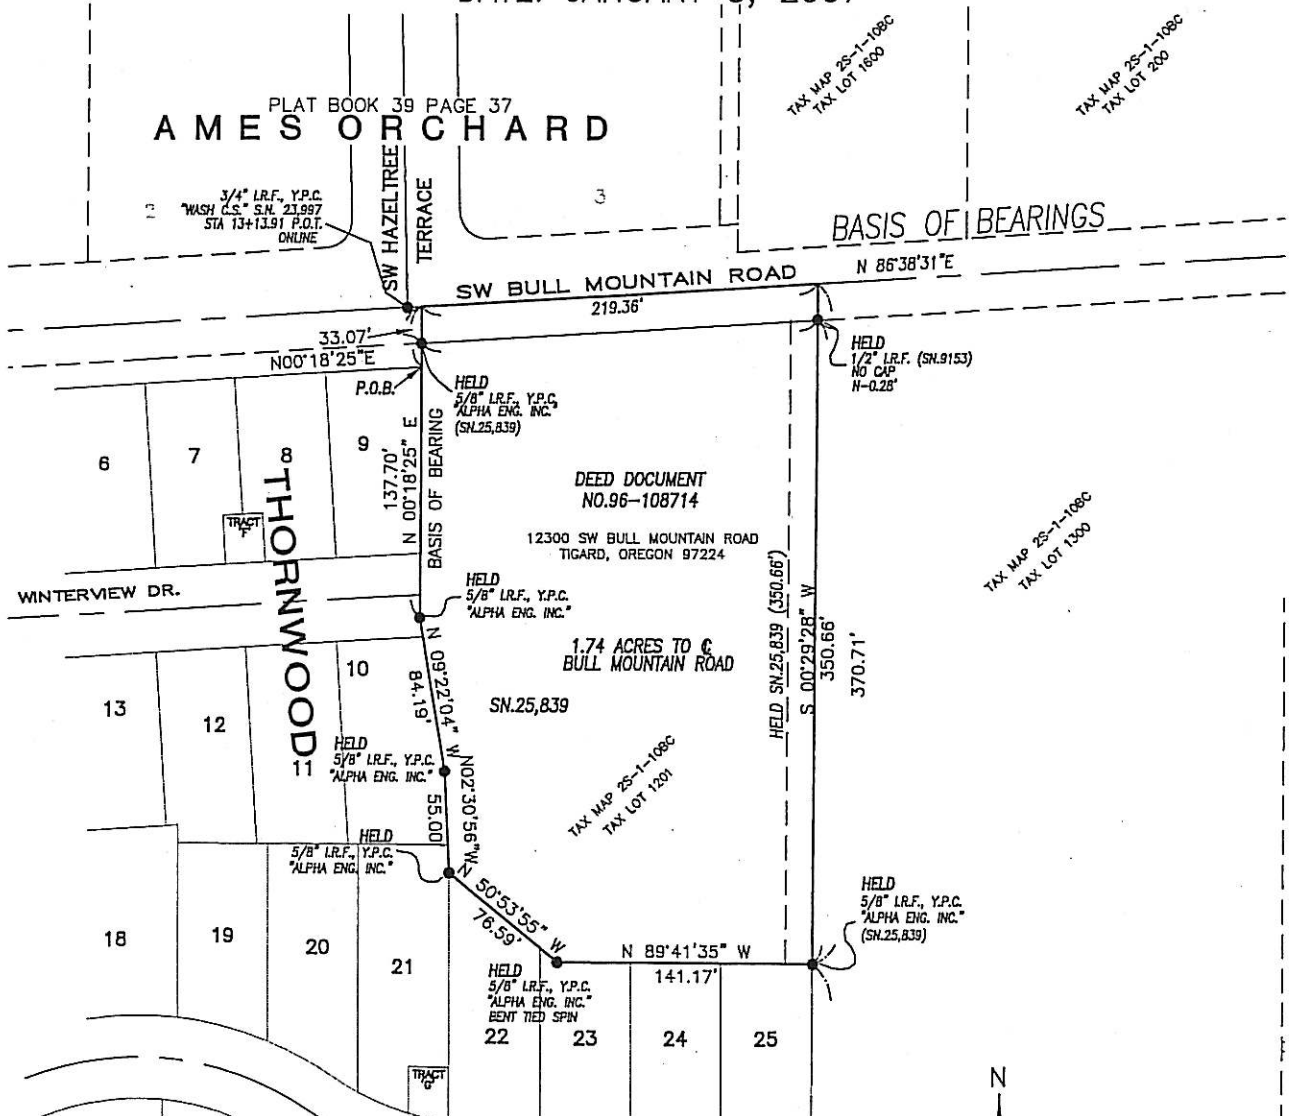 PLAT BOOK 39 PAGE 37
AMES ORCHARD
TAX MAP 2S-1-10BC
TAX LOT 1600
TAX MAP 2S-1-10BC
TAX LOT 200
3/4" I.R.F., Y.P.C.
"WASH C.S." S.N. 23,997
STA 13+13.91 P.O.T.
ONLINE
SW HAZELTREE
TERRACE
3
BASIS OF BEARINGS
N 86°38'31"E
SW BULL MOUNTAIN ROAD
219.36'
33.07'
N00°18'25"E
P.O.B.
HELD
5/8" I.R.F., Y.P.C.
"ALPHA ENG. INC."
(SN.25,839)
HELD
1/2" I.R.F. (SN.9153)
NO CAP
N-0.28'
6
7
8
9
TRACT
'F'
137.70'
N 00°18'25" E
BASIS OF BEARING
DEED DOCUMENT
NO.96-108714
12300 SW BULL MOUNTAIN ROAD
TIGARD, OREGON 97224
TAX MAP 2S-1-10BC
TAX LOT 1300
THORNWOOD
WINTERVIEW DR.
HELD
5/8" I.R.F., Y.P.C.
"ALPHA ENG. INC."
HELD SN.25,839 (350.66')
S 00°29'28" W
350.66'
370.71'
1.74 ACRES TO ℄
BULL MOUNTAIN ROAD
SN.25,839
N 09°22'04" W
84.19'
10
11
12
13
HELD
5/8" I.R.F., Y.P.C.
"ALPHA ENG. INC."
TAX MAP 2S-1-10BC
TAX LOT 1201
N02°30'56"W
55.00
HELD
5/8" I.R.F., Y.P.C.
"ALPHA ENG. INC."
N 50°53'55" W
76.59'
HELD
5/8" I.R.F., Y.P.C.
"ALPHA ENG. INC."
(SN.25,839)
N 89°41'35" W
141.17'
HELD
5/8" I.R.F., Y.P.C.
"ALPHA ENG. INC."
BENT TIED SPIN
18
19
20
21
22
23
24
25
TRACT
'G'
N